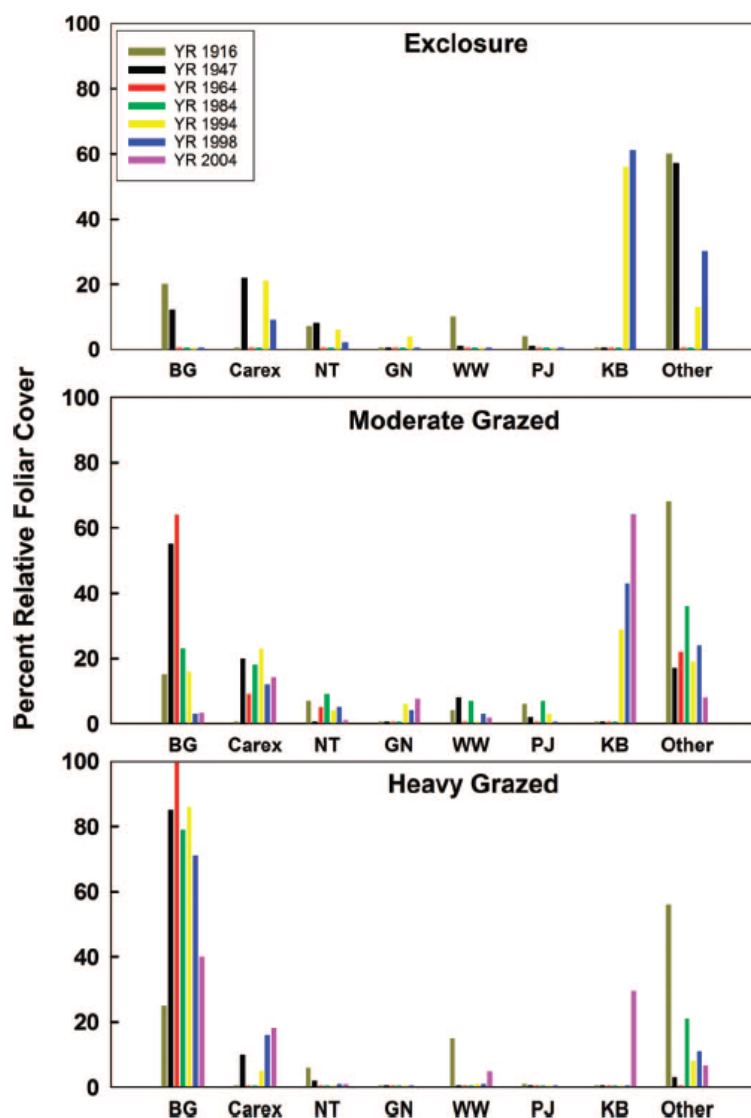 Percent Relative Foliar Cover
Exclosure
YR 1916
YR 1947
YR 1964
YR 1984
YR 1994
YR 1998
YR 2004
100
80
60
40
20
0
BG Carex NT GN WW PJ KB Other
Moderate Grazed
100
80
60
40
20
0
BG Carex NT GN WW PJ KB Other
Heavy Grazed
100
80
60
40
20
0
BG Carex NT GN WW PJ KB Other